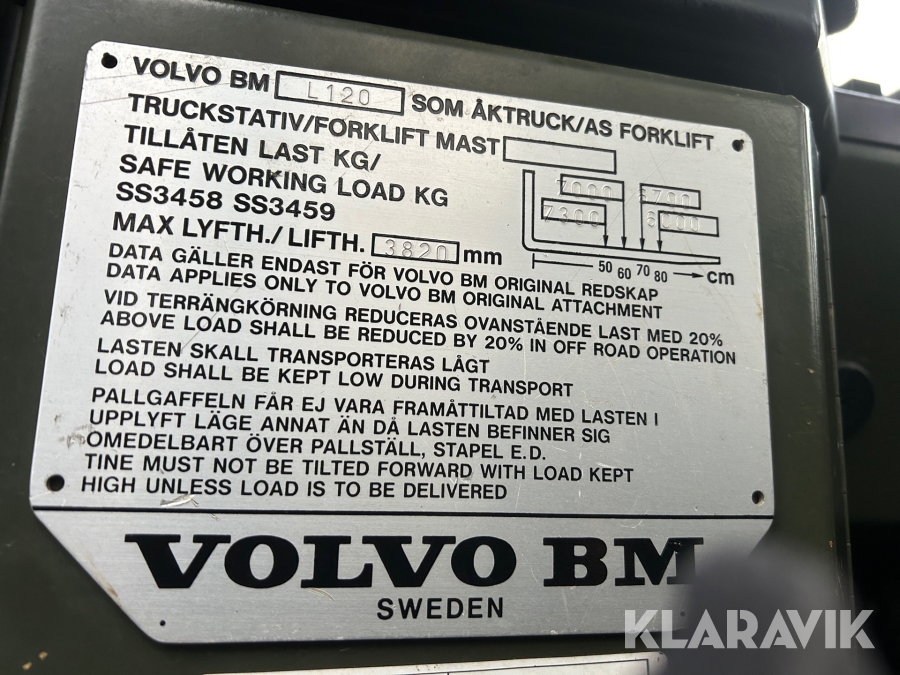 VOLVO BM L120 SOM ÅKTRUCK/AS FORKLIFT
TRUCKSTATIV/FORKLIFT MAST
TILLÅTEN LAST KG/
SAFE WORKING LOAD KG
SS3458 SS3459
7000 6700
7300 6000
50 60 70 80 cm
MAX LYFTH./LIFTH. 3820 mm
DATA GÄLLER ENDAST FÖR VOLVO BM ORIGINAL REDSKAP
DATA APPLIES ONLY TO VOLVO BM ORIGINAL ATTACHMENT
VID TERRÄNGKÖRNING REDUCERAS OVANSTÅENDE LAST MED 20%
ABOVE LOAD SHALL BE REDUCED BY 20% IN OFF ROAD OPERATION
LASTEN SKALL TRANSPORTERAS LÅGT
LOAD SHALL BE KEPT LOW DURING TRANSPORT
PALLGAFFELN FÅR EJ VARA FRAMÅTTILTAD MED LASTEN I
UPPLYFT LÄGE ANNAT ÄN DÅ LASTEN BEFINNER SIG
OMEDELBART ÖVER PALLSTÄLL, STAPEL E.D.
TINE MUST NOT BE TILTED FORWARD WITH LOAD KEPT
HIGH UNLESS LOAD IS TO BE DELIVERED
VOLVO BM
SWEDEN
KLARAVIK